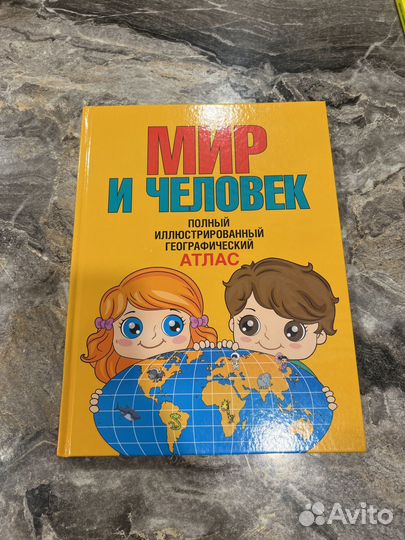 МИР
И ЧЕЛОВЕК
ПОЛНЫЙ
ИЛЛЮСТРИРОВАННЫЙ
ГЕОГРАФИЧЕСКИЙ
АТЛАС
Avito